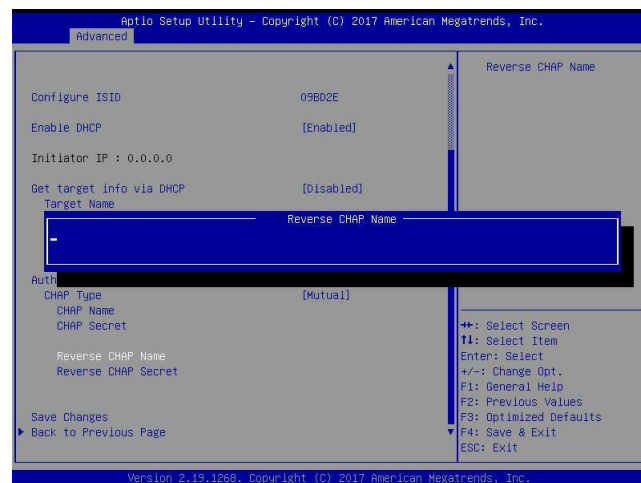 Aptio Setup Utility – Copyright (C) 2017 American Megatrends, Inc.
Advanced
Configure ISID 09BD2E
Enable DHCP [Enabled]
Initiator IP : 0.0.0.0
Get target info via DHCP [Disabled]
Target Name
Reverse CHAP Name
Auth
CHAP Type [Mutual]
CHAP Name
CHAP Secret
Reverse CHAP Name
Reverse CHAP Secret
Save Changes
Back to Previous Page
Reverse CHAP Name
→←: Select Screen
↑↓: Select Item
Enter: Select
+/-: Change Opt.
F1: General Help
F2: Previous Values
F3: Optimized Defaults
F4: Save & Exit
ESC: Exit
Version 2.19.1268. Copyright (C) 2017 American Megatrends, Inc.